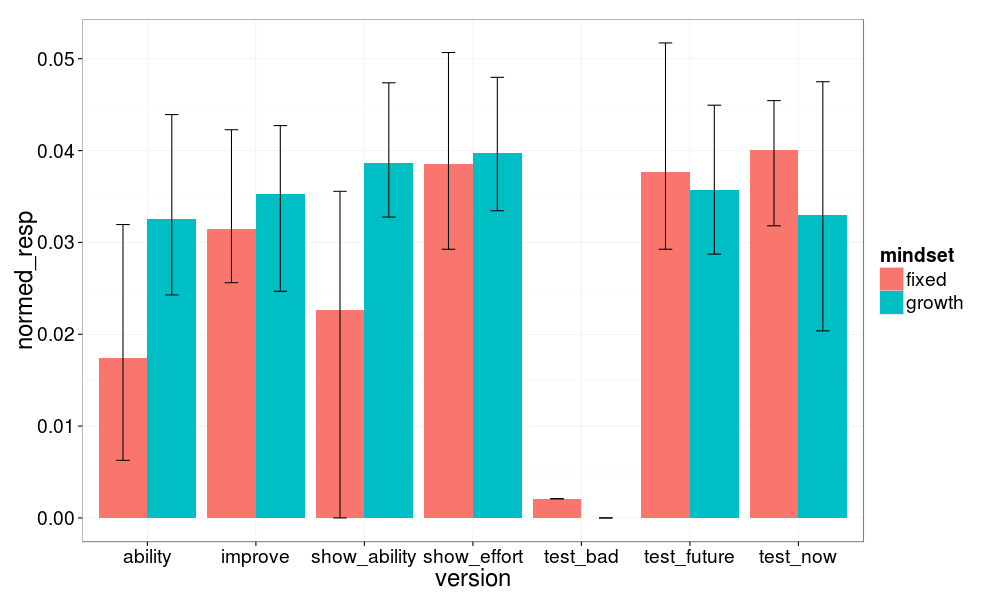 normed_resp
0.05
0.04
0.03
0.02
0.01
0.00
ability improve show_ability show_effort test_bad test_future test_now
version
mindset
fixed
growth